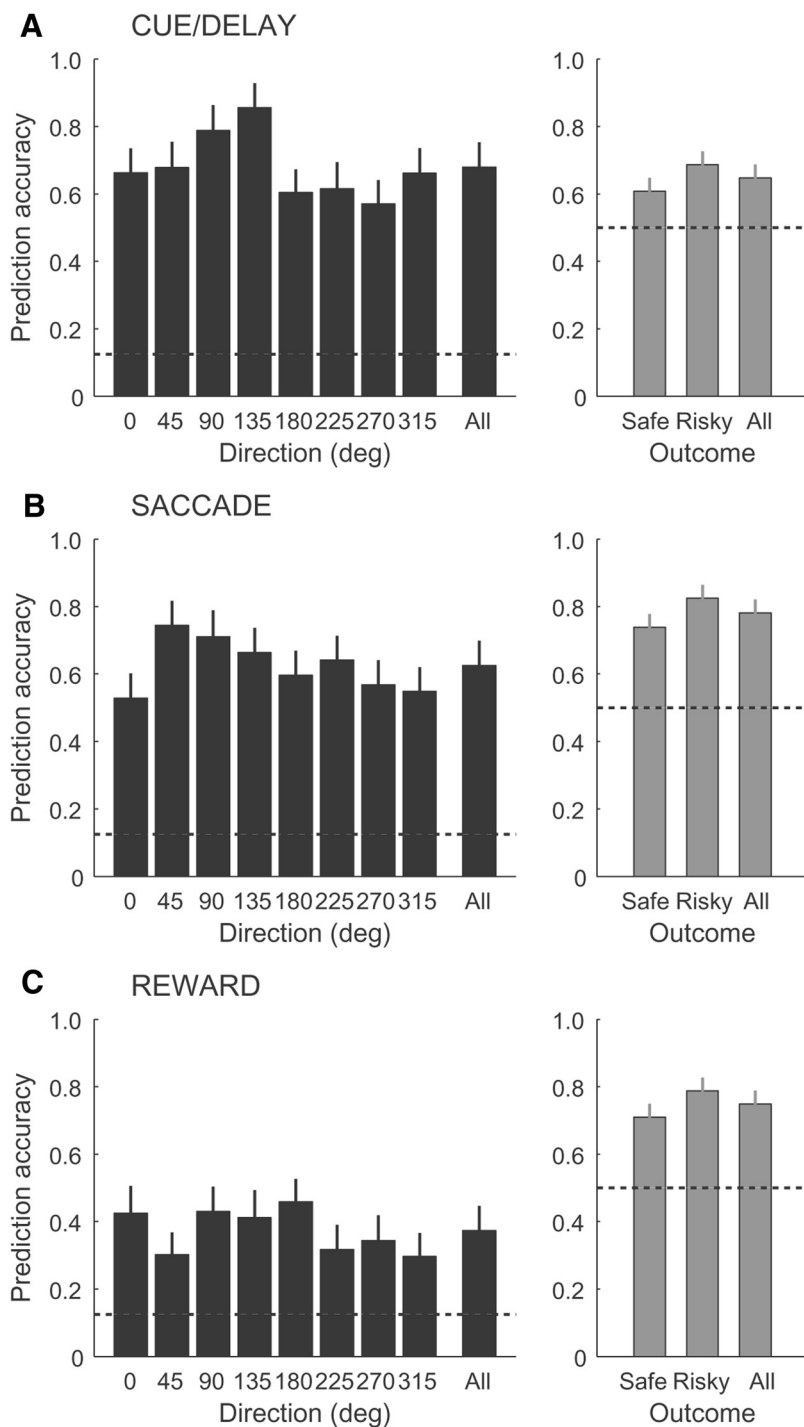 A CUE/DELAY
1.0
0.8
0.6
0.4
0.2
0
Prediction accuracy
0 45 90 135 180 225 270 315 All
Direction (deg)
1.0
0.8
0.6
0.4
0.2
0
Safe Risky All
Outcome
B SACCADE
1.0
0.8
0.6
0.4
0.2
0
Prediction accuracy
0 45 90 135 180 225 270 315 All
Direction (deg)
1.0
0.8
0.6
0.4
0.2
0
Safe Risky All
Outcome
C REWARD
1.0
0.8
0.6
0.4
0.2
0
Prediction accuracy
0 45 90 135 180 225 270 315 All
Direction (deg)
1.0
0.8
0.6
0.4
0.2
0
Safe Risky All
Outcome